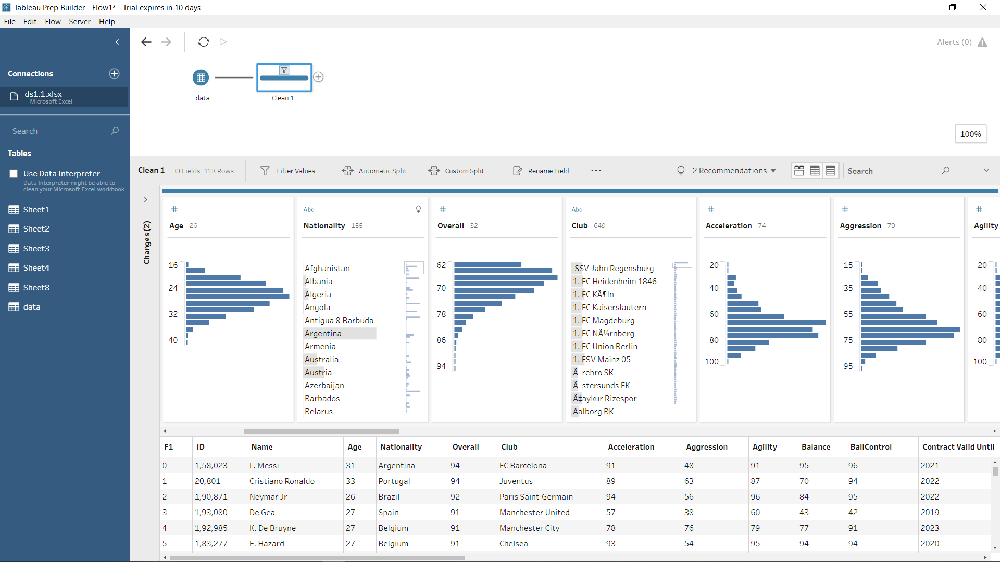 Tableau Prep Builder - Flow1* - Trial expires in 10 days
File Edit Flow Server Help
Alerts (0)
Connections
ds1.1.xlsx
Microsoft Excel
data
Clean 1
Search
100%
Tables
Use Data Interpreter
Data Interpreter might be able to
clean your Microsoft Excel workbook.
Sheet1
Sheet2
Sheet3
Sheet4
Sheet8
data
Clean 1 33 Fields 11K Rows Filter Values... Automatic Split Custom Split... Rename Field ... 2 Recommendations Search
Changes (2)
# Age 26
16
24
32
40
Abc
Nationality 155
Afghanistan
Albania
Algeria
Angola
Antigua & Barbuda
Argentina
Armenia
Australia
Austria
Azerbaijan
Barbados
Belarus
# Overall 32
62
70
78
86
94
Abc
Club 649
SSV Jahn Regensburg
1. FC Heidenheim 1846
1. FC KÃ¶ln
1. FC Kaiserslautern
1. FC Magdeburg
1. FC NÃ¼rnberg
1. FC Union Berlin
1. FSV Mainz 05
Ã–rebro SK
Ã–stersunds FK
Ã‡aykur Rizespor
Aalborg BK
# Acceleration 74
20
40
60
80
100
# Aggression 79
15
35
55
75
95
# Agility
20
40
60
80
100
F1 ID Name Age Nationality Overall Club Acceleration Aggression Agility Balance BallControl Contract Valid Until
0 1,58,023 L. Messi 31 Argentina 94 FC Barcelona 91 48 91 95 96 2021
1 20,801 Cristiano Ronaldo 33 Portugal 94 Juventus 89 63 87 70 94 2022
2 1,90,871 Neymar Jr 26 Brazil 92 Paris Saint-Germain 94 56 96 84 95 2022
3 1,93,080 De Gea 27 Spain 91 Manchester United 57 38 60 43 42 2019
4 1,92,985 K. De Bruyne 27 Belgium 91 Manchester City 78 76 79 77 91 2023
5 1,83,277 E. Hazard 27 Belgium 91 Chelsea 93 54 95 94 94 2020